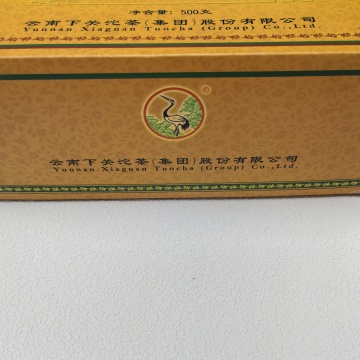 净含量：500克
云南下关沱茶（集团）股份有限公司
Yunnan Xiaguan Tuocha (Group) Co.,Ltd.
®
云南下关沱茶（集团）股份有限公司
Yunnan Xiaguan Tuocha (Group) Co.,Ltd.